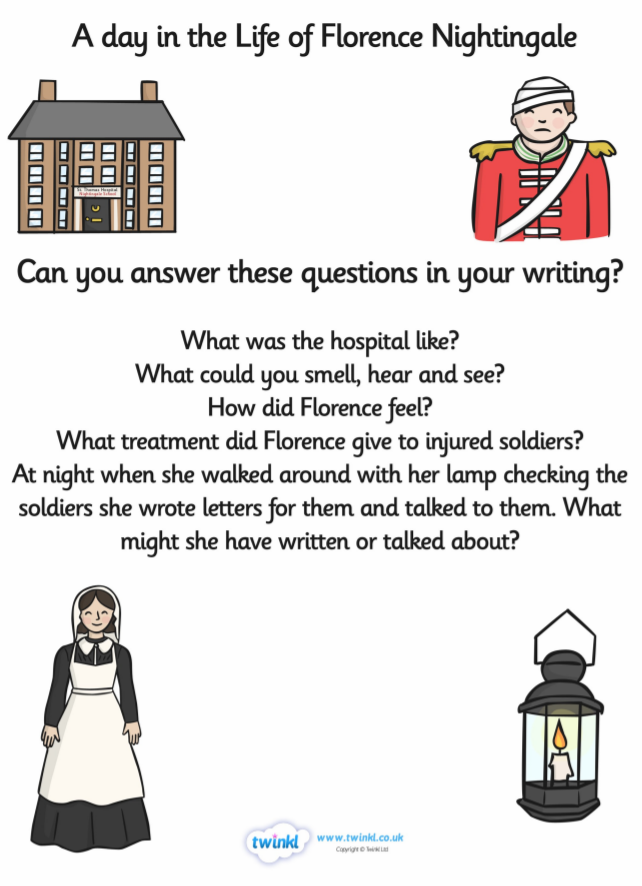 A day in the Life of Florence Nightingale
St. Thomas Hospital
Nightingale School
Can you answer these questions in your writing?
What was the hospital like?
What could you smell, hear and see?
How did Florence feel?
What treatment did Florence give to injured soldiers?
At night when she walked around with her lamp checking the
soldiers she wrote letters for them and talked to them. What
might she have written or talked about?
twinkl
www.twinkl.co.uk
Copyright © Twinkl Ltd